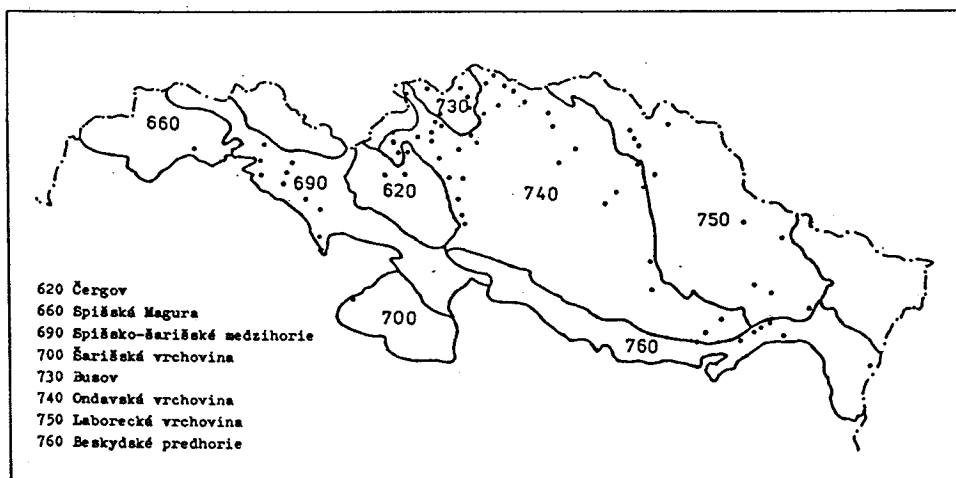 660
730
690
620
740
750
700
760
620 Čergov
660 Spišská Magura
690 Spišsko-šarišské medzihorie
700 Šarišská vrchovina
730 Busov
740 Ondavská vrchovina
750 Laborecká vrchovina
760 Beskydské predhorie